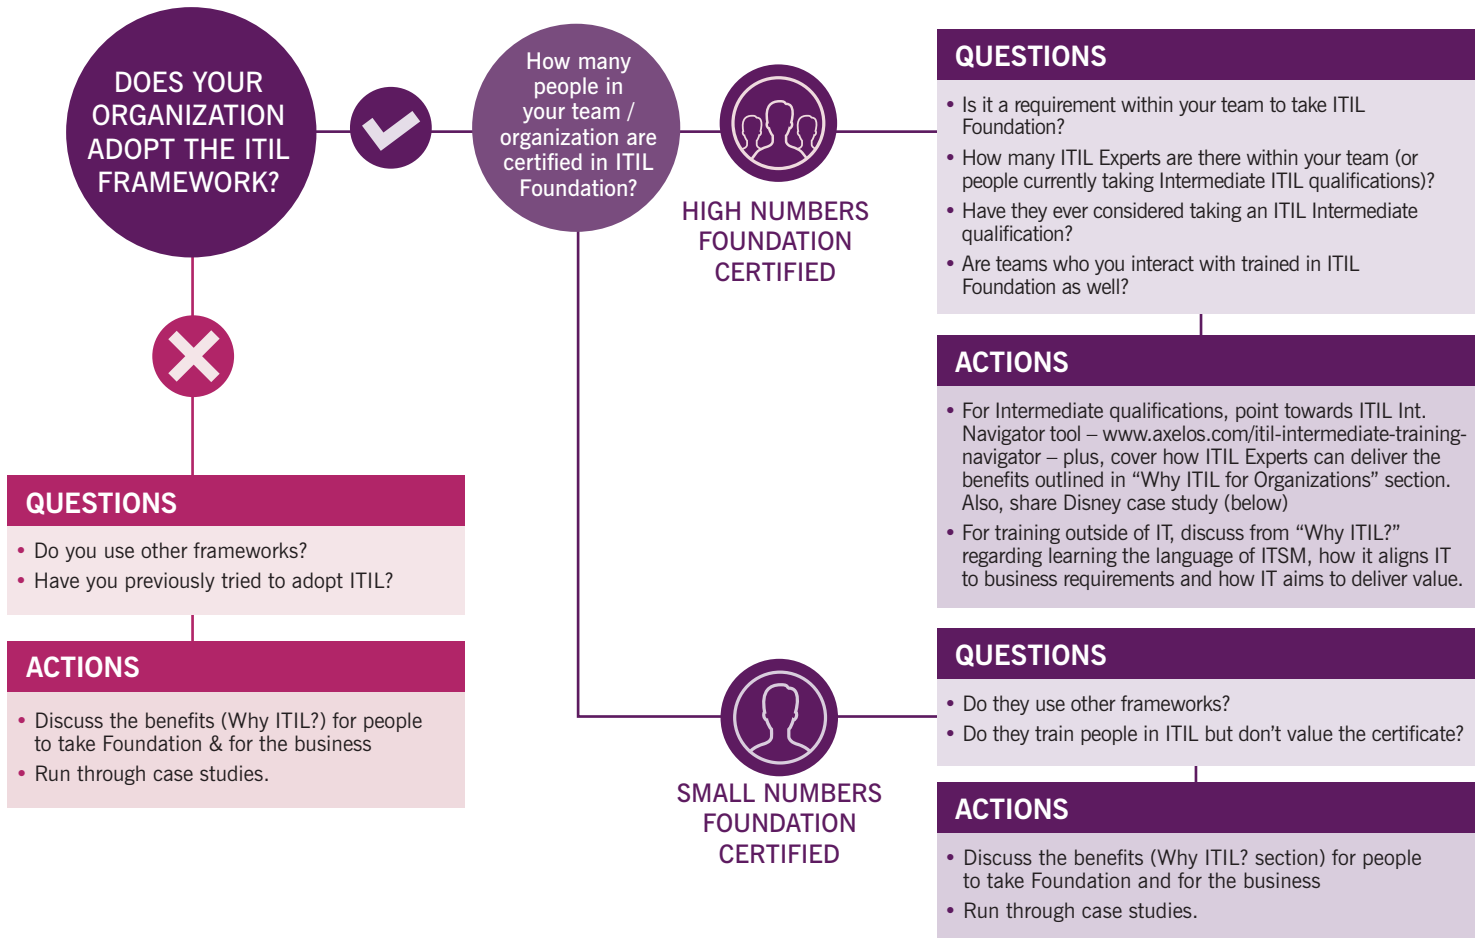 DOES YOUR
ORGANIZATION
ADOPT THE ITIL
FRAMEWORK?
How many
people in
your team /
organization are
certified in ITIL
Foundation?
HIGH NUMBERS
FOUNDATION
CERTIFIED
QUESTIONS
• Is it a requirement within your team to take ITIL
Foundation?
• How many ITIL Experts are there within your team (or
people currently taking Intermediate ITIL qualifications)?
• Have they ever considered taking an ITIL Intermediate
qualification?
• Are teams who you interact with trained in ITIL
Foundation as well?
ACTIONS
• For Intermediate qualifications, point towards ITIL Int.
Navigator tool – www.axelos.com/itil-intermediate-training-
navigator – plus, cover how ITIL Experts can deliver the
benefits outlined in “Why ITIL for Organizations” section.
Also, share Disney case study (below)
• For training outside of IT, discuss from “Why ITIL?”
regarding learning the language of ITSM, how it aligns IT
to business requirements and how IT aims to deliver value.
QUESTIONS
• Do you use other frameworks?
• Have you previously tried to adopt ITIL?
ACTIONS
• Discuss the benefits (Why ITIL?) for people
to take Foundation & for the business
• Run through case studies.
SMALL NUMBERS
FOUNDATION
CERTIFIED
QUESTIONS
• Do they use other frameworks?
• Do they train people in ITIL but don’t value the certificate?
ACTIONS
• Discuss the benefits (Why ITIL? section) for people
to take Foundation and for the business
• Run through case studies.